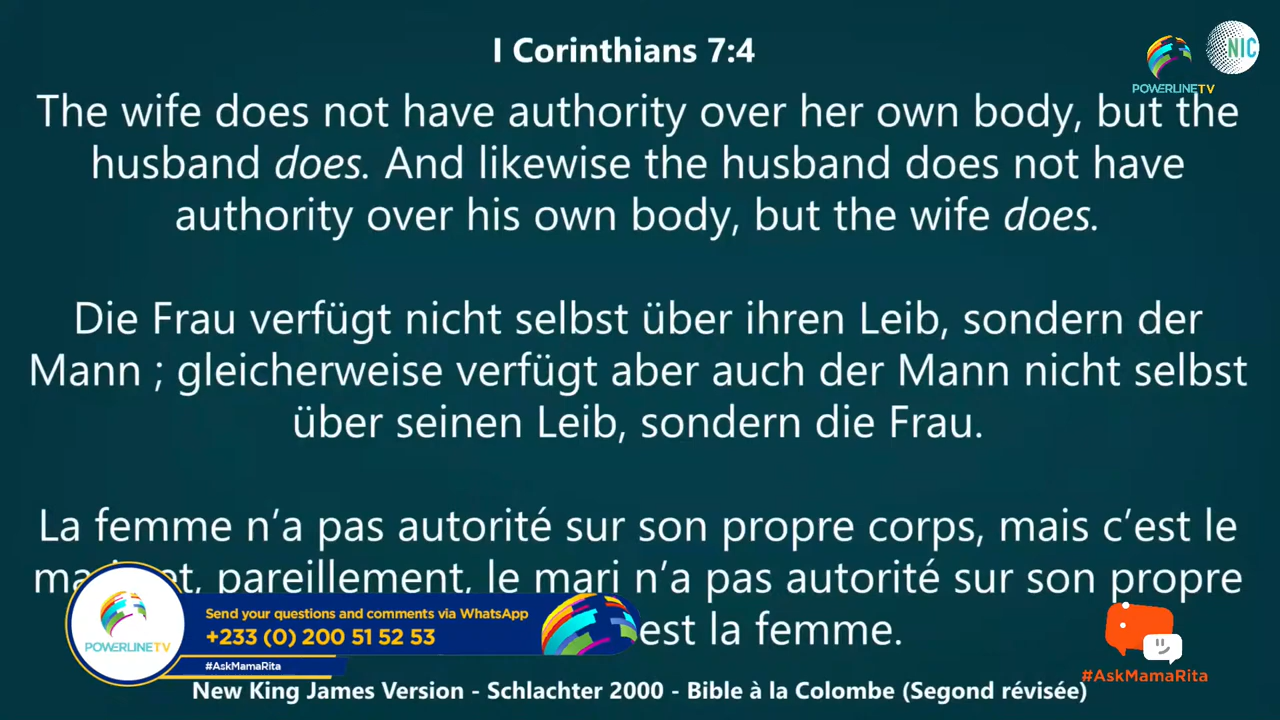 I Corinthians 7:4
NIC
POWERLINETV
The wife does not have authority over her own body, but the
husband does. And likewise the husband does not have
authority over his own body, but the wife does.
Die Frau verfügt nicht selbst über ihren Leib, sondern der
Mann ; gleicherweise verfügt aber auch der Mann nicht selbst
über seinen Leib, sondern die Frau.
La femme n’a pas autorité sur son propre corps, mais c’est le
et, pareillement, le mari n’a pas autorité sur son propre
est la femme.
POWERLINETV
Send your questions and comments via WhatsApp
+233 (0) 200 51 52 53
#AskMamaRita
#AskMamaRita
New King James Version - Schlachter 2000 - Bible à la Colombe (Segond révisée)